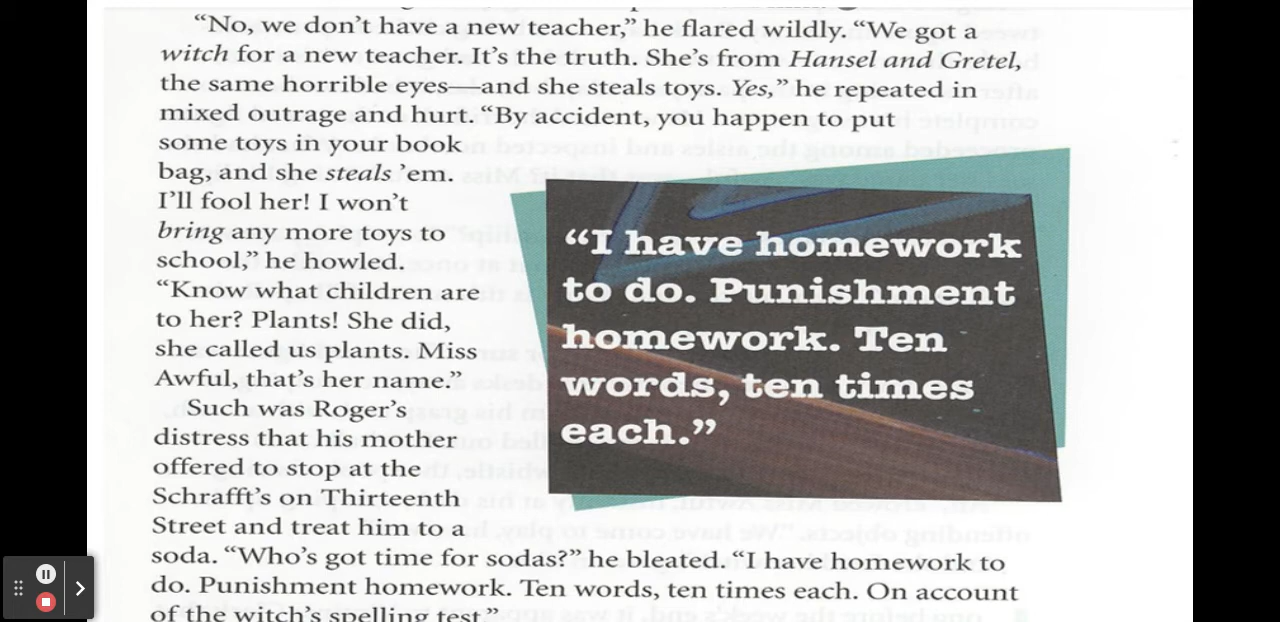 “No, we don’t have a new teacher,” he flared wildly. “We got a
witch for a new teacher. It’s the truth. She’s from Hansel and Gretel,
the same horrible eyes—and she steals toys. Yes,” he repeated in
mixed outrage and hurt. “By accident, you happen to put
some toys in your book
bag, and she steals ’em.
I’ll fool her! I won’t
bring any more toys to
school,” he howled.
“Know what children are
to her? Plants! She did,
she called us plants. Miss
Awful, that’s her name.”
Such was Roger’s
distress that his mother
offered to stop at the
Schrafft’s on Thirteenth
Street and treat him to a
soda. “Who’s got time for sodas?” he bleated. “I have homework to
do. Punishment homework. Ten words, ten times each. On account
of the witch’s spelling test.”
“I have homework
to do. Punishment
homework. Ten
words, ten times
each.”